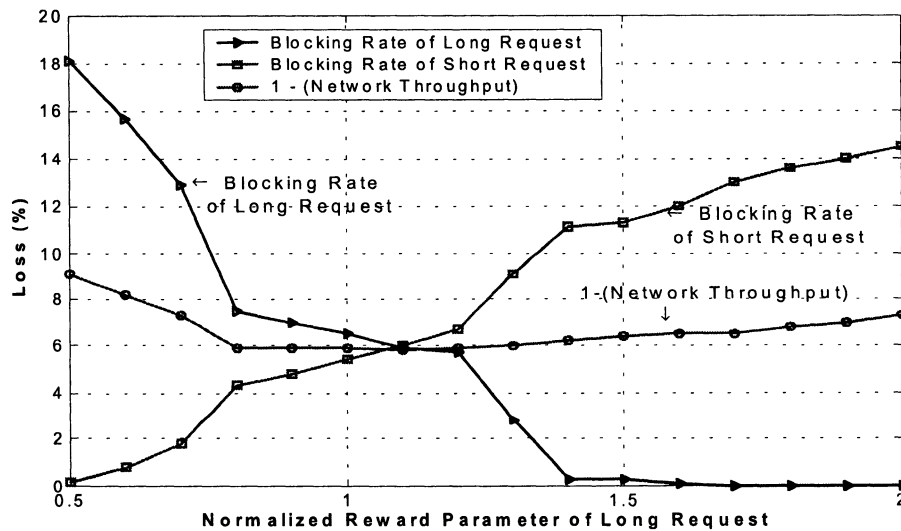 20
18
16
14
12
10
8
6
4
2
0
Loss (%)
Blocking Rate of Long Request
Blocking Rate of Short Request
1 - (Network Throughput)
← Blocking Rate
of Long Request
← Blocking Rate
of Short Request
1-(Network Throughput)
↓
0.5
1
1.5
2
Normalized Reward Parameter of Long Request